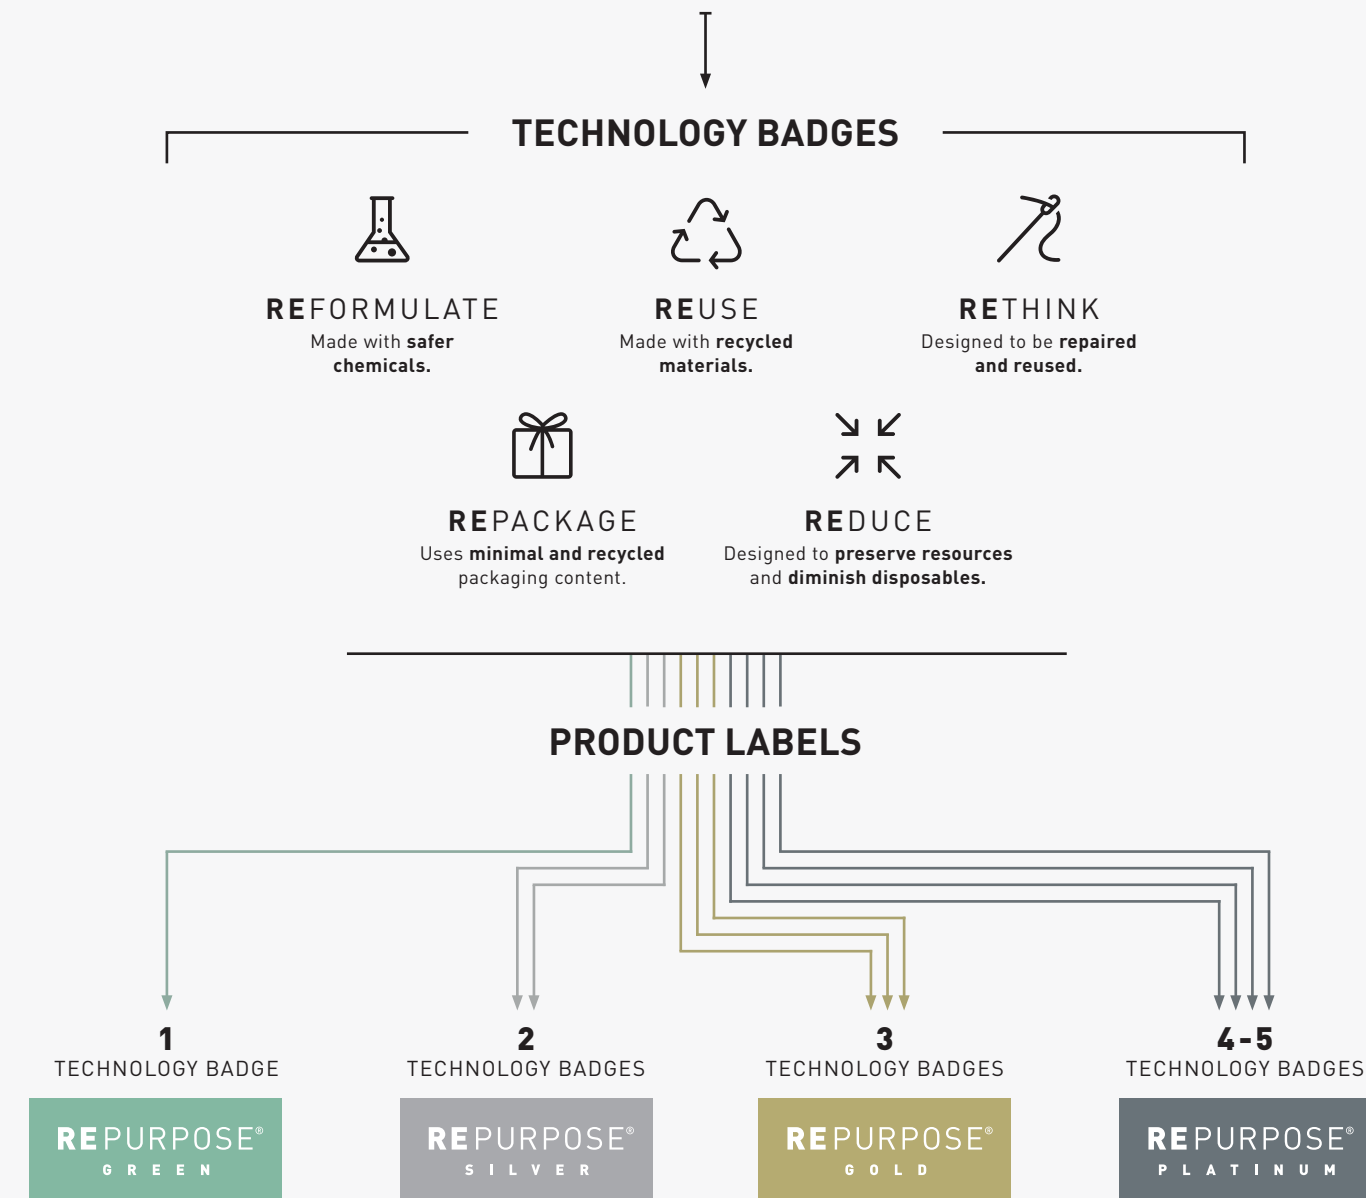 TECHNOLOGY BADGES
REFORMULATE
Made with safer
chemicals.
REUSE
Made with recycled
materials.
RETHINK
Designed to be repaired
and reused.
REPACKAGE
Uses minimal and recycled
packaging content.
REDUCE
Designed to preserve resources
and diminish disposables.
PRODUCT LABELS
1
TECHNOLOGY BADGE
REPURPOSE®
GREEN
2
TECHNOLOGY BADGES
REPURPOSE®
SILVER
3
TECHNOLOGY BADGES
REPURPOSE®
GOLD
4-5
TECHNOLOGY BADGES
REPURPOSE®
PLATINUM